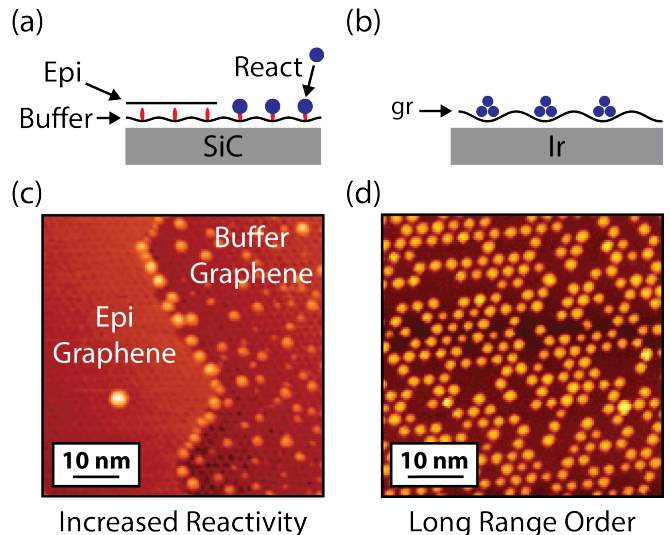 (a)
(b)
Epi
React
Buffer
SiC
gr
Ir
(c)
(d)
Buffer
Graphene
Epi
Graphene
10 nm
10 nm
Increased Reactivity
Long Range Order